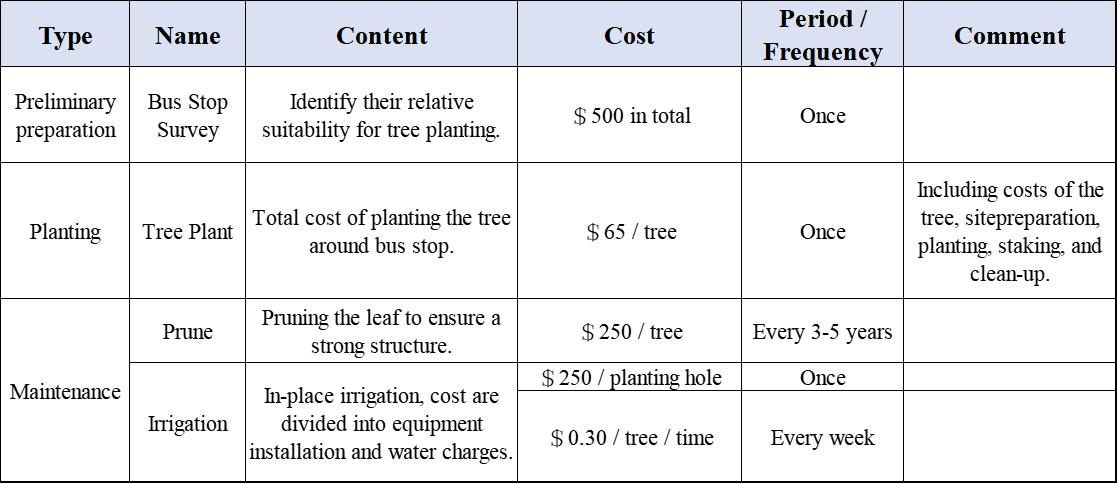 Type
Name
Content
Cost
Period /
Frequency
Comment
Preliminary
preparation
Bus Stop
Survey
Identify their relative
suitability for tree planting.
$ 500 in total
Once
Planting
Tree Plant
Total cost of planting the tree
around bus stop.
$ 65 / tree
Once
Including costs of the
tree, sitepreparation,
planting, staking, and
clean-up.
Maintenance
Prune
Pruning the leaf to ensure a
strong structure.
$ 250 / tree
Every 3-5 years
Irrigation
In-place irrigation, cost are
divided into equipment
installation and water charges.
$ 250 / planting hole
Once
$ 0.30 / tree / time
Every week